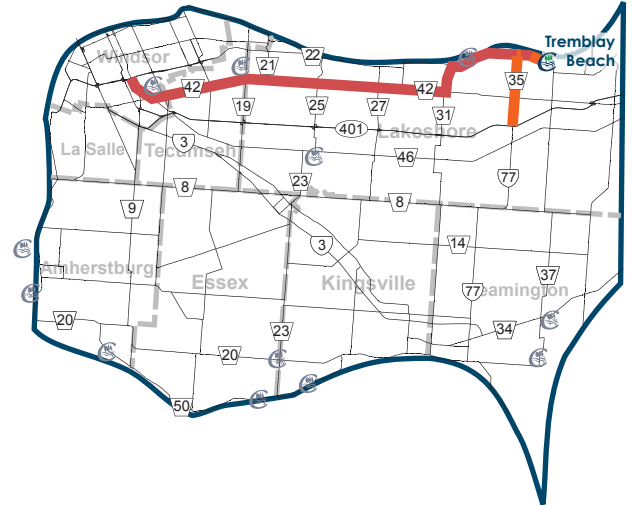 Tremblay
Beach
Windsor
22
21
35
42
42
19
25
27
31
401
Lakeshore
3
La Salle
Tecumseh
46
77
23
8
8
9
14
3
Amherstburg
Essex
Kingsville
37
77
eamington
20
23
34
20
50